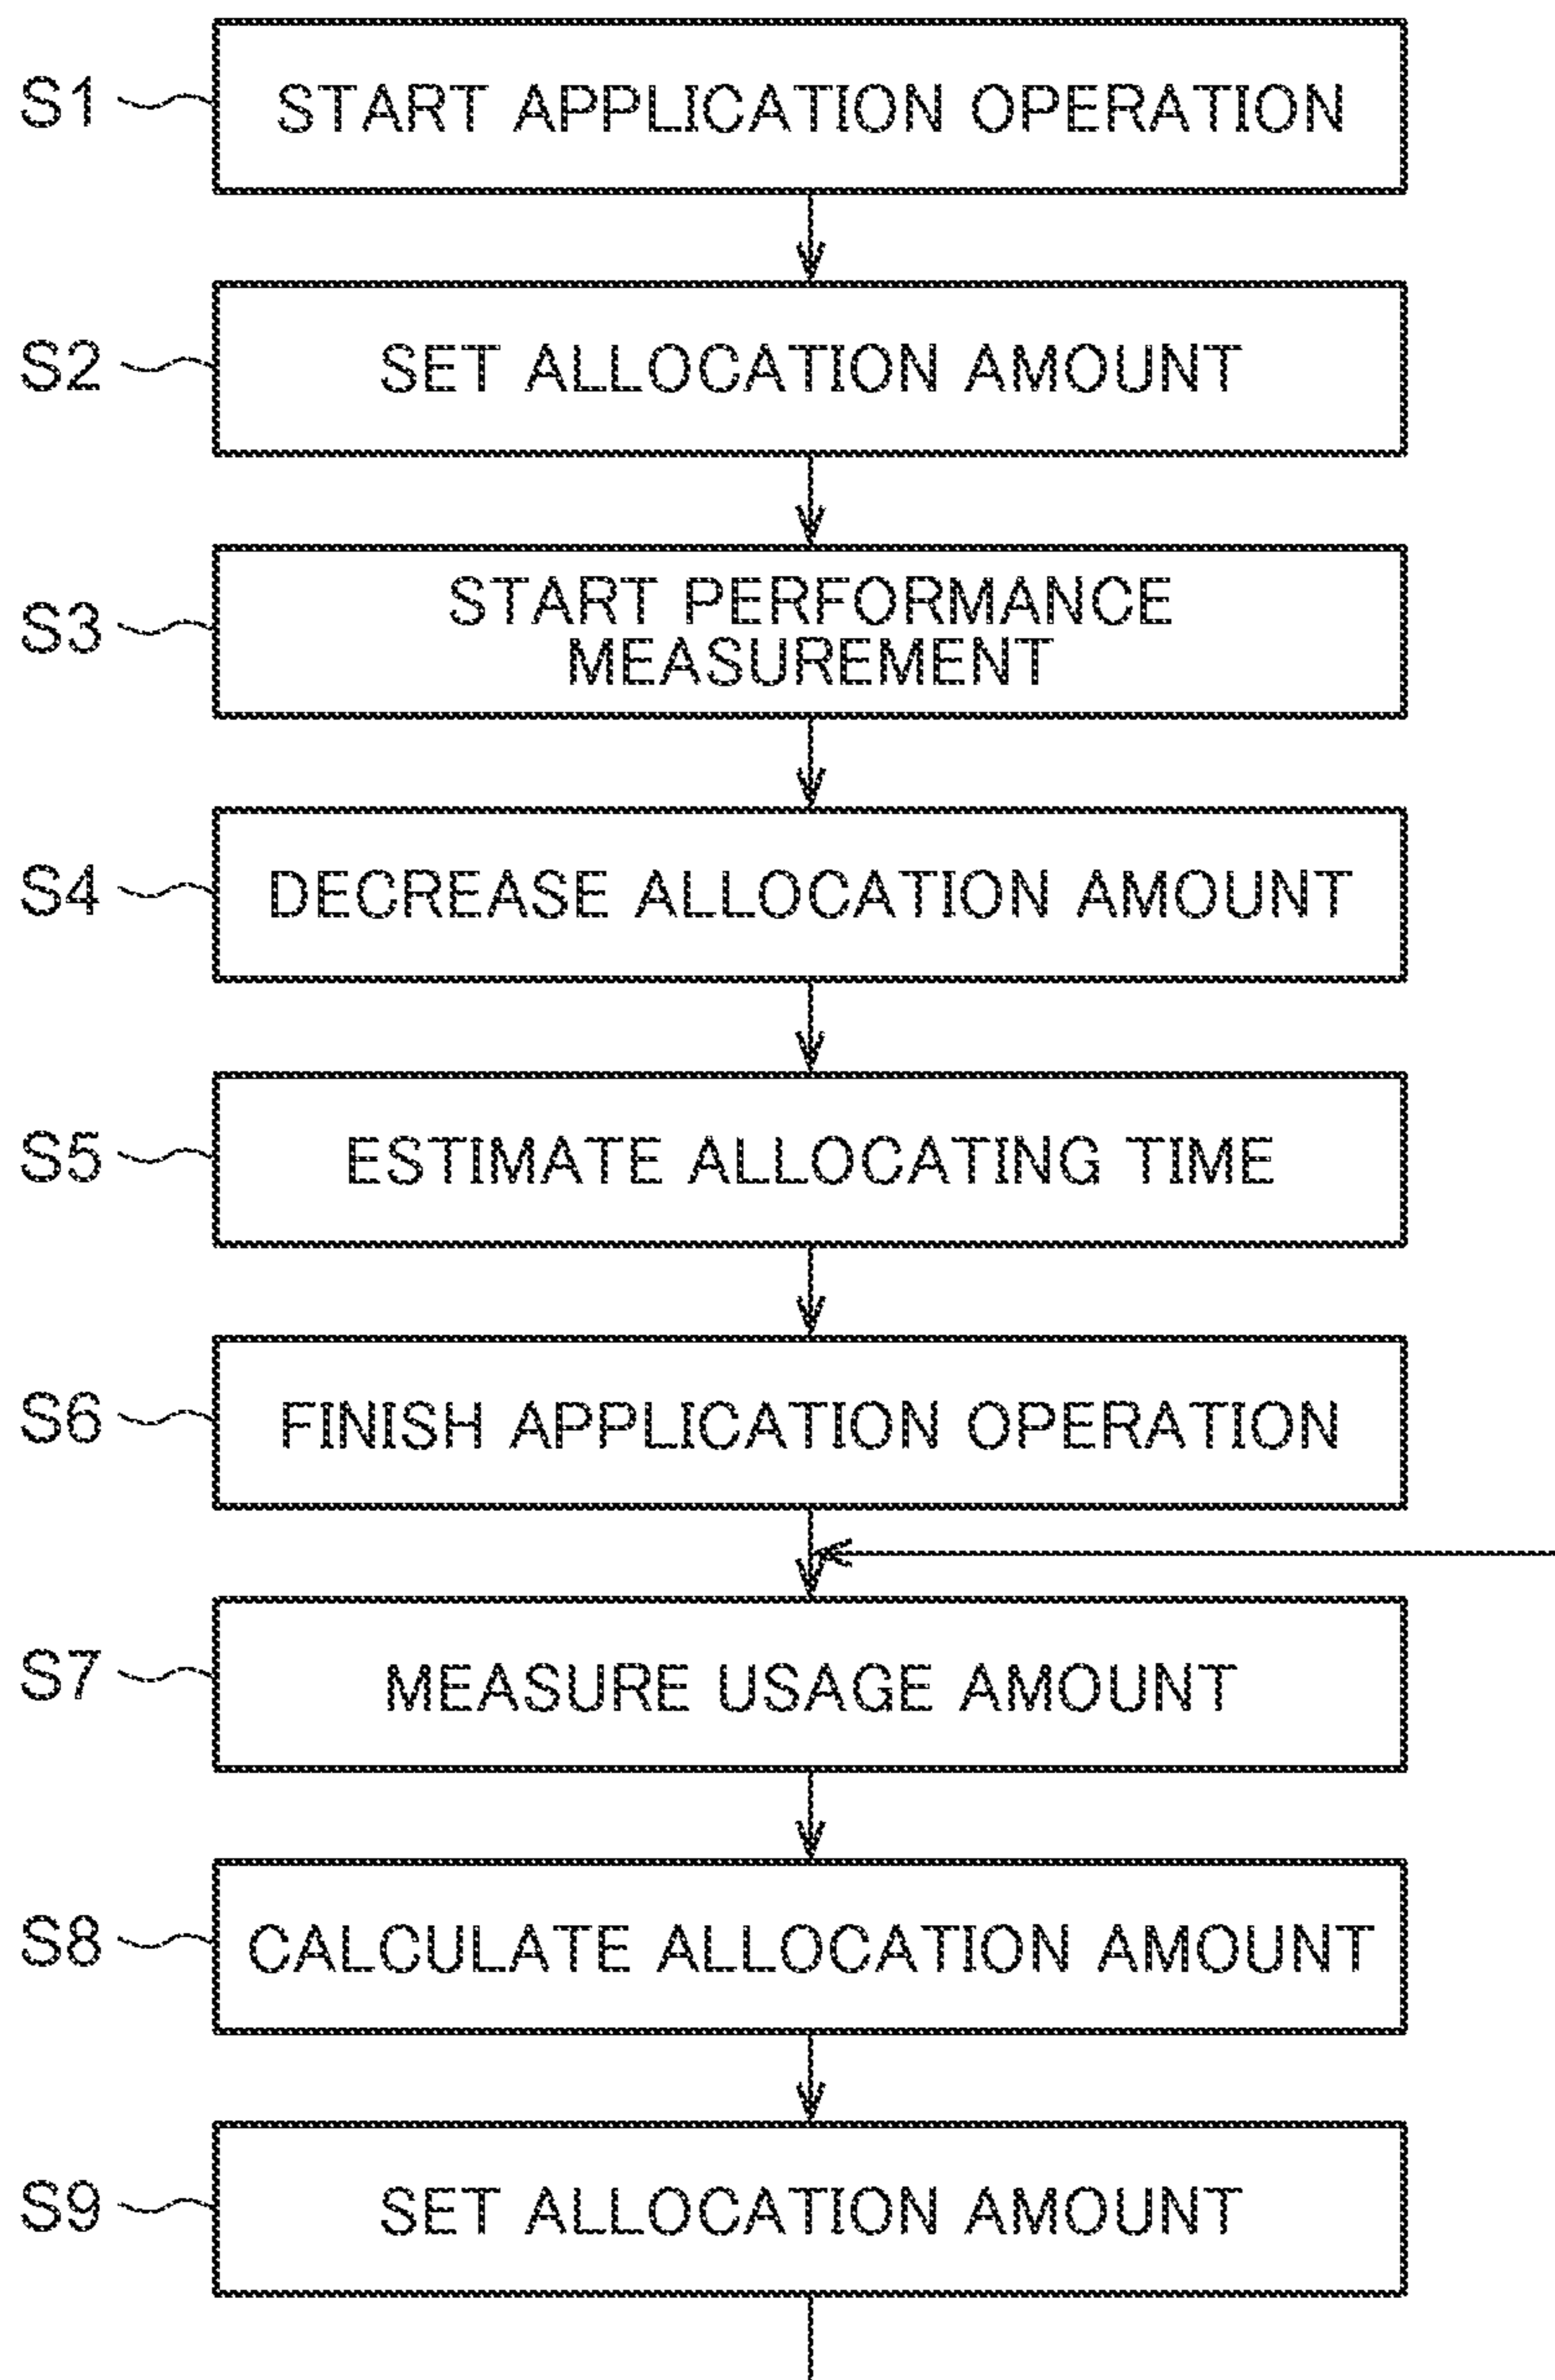 S1 START APPLICATION OPERATION
S2 SET ALLOCATION AMOUNT
S3 START PERFORMANCE
MEASUREMENT
S4 DECREASE ALLOCATION AMOUNT
S5 ESTIMATE ALLOCATING TIME
S6 FINISH APPLICATION OPERATION
S7 MEASURE USAGE AMOUNT
S8 CALCULATE ALLOCATION AMOUNT
S9 SET ALLOCATION AMOUNT